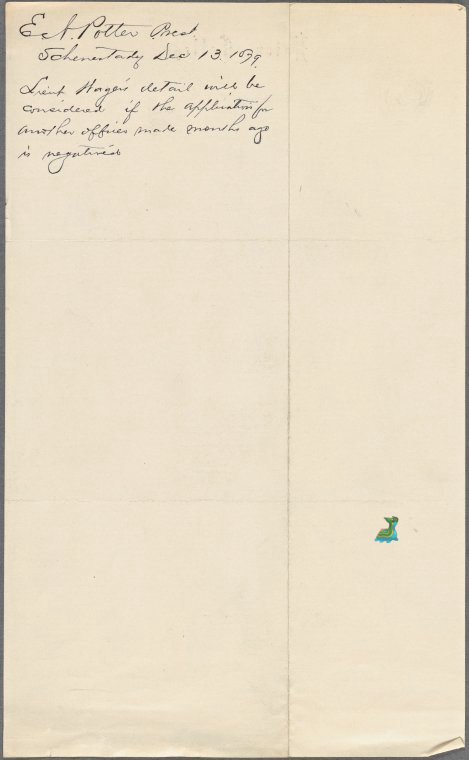 E. N. Potter Prest
Schenectady Dec 13. 1879.
Lieut Hager's detail will be
considered if the application for
another officer made months ago
is negatived